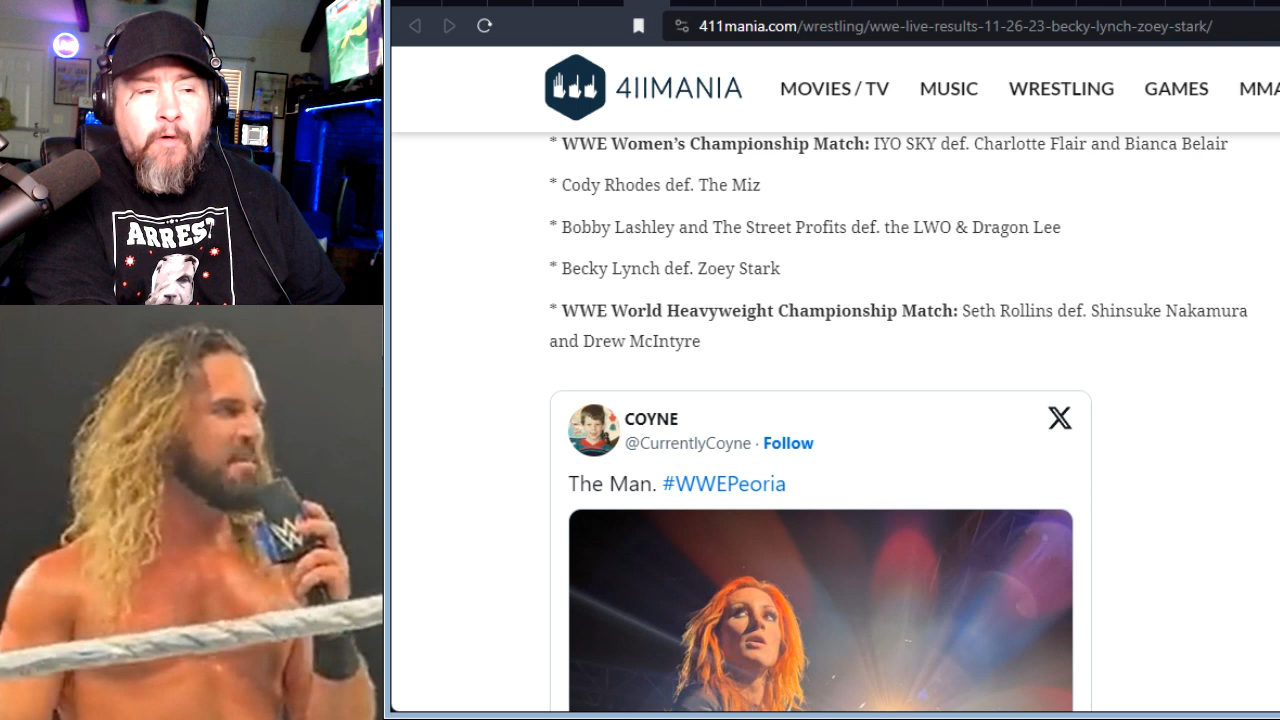 411mania.com/wrestling/wwe-live-results-11-26-23-becky-lynch-zoey-stark/
411MANIA
MOVIES / TV MUSIC WRESTLING GAMES MMA
* WWE Women’s Championship Match: IYO SKY def. Charlotte Flair and Bianca Belair
* Cody Rhodes def. The Miz
* Bobby Lashley and The Street Profits def. the LWO & Dragon Lee
* Becky Lynch def. Zoey Stark
* WWE World Heavyweight Championship Match: Seth Rollins def. Shinsuke Nakamura
and Drew McIntyre
COYNE
X
@CurrentlyCoyne · Follow
The Man. #WWEPeoria
ARREST
W